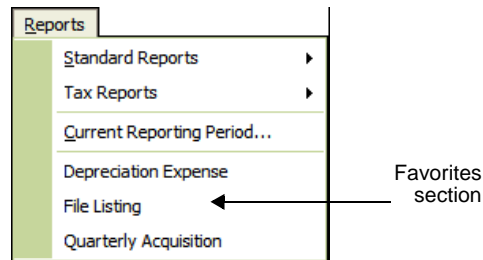 Reports
Standard Reports
Tax Reports
Current Reporting Period...
Depreciation Expense
File Listing
Quarterly Acquisition
Favorites
section